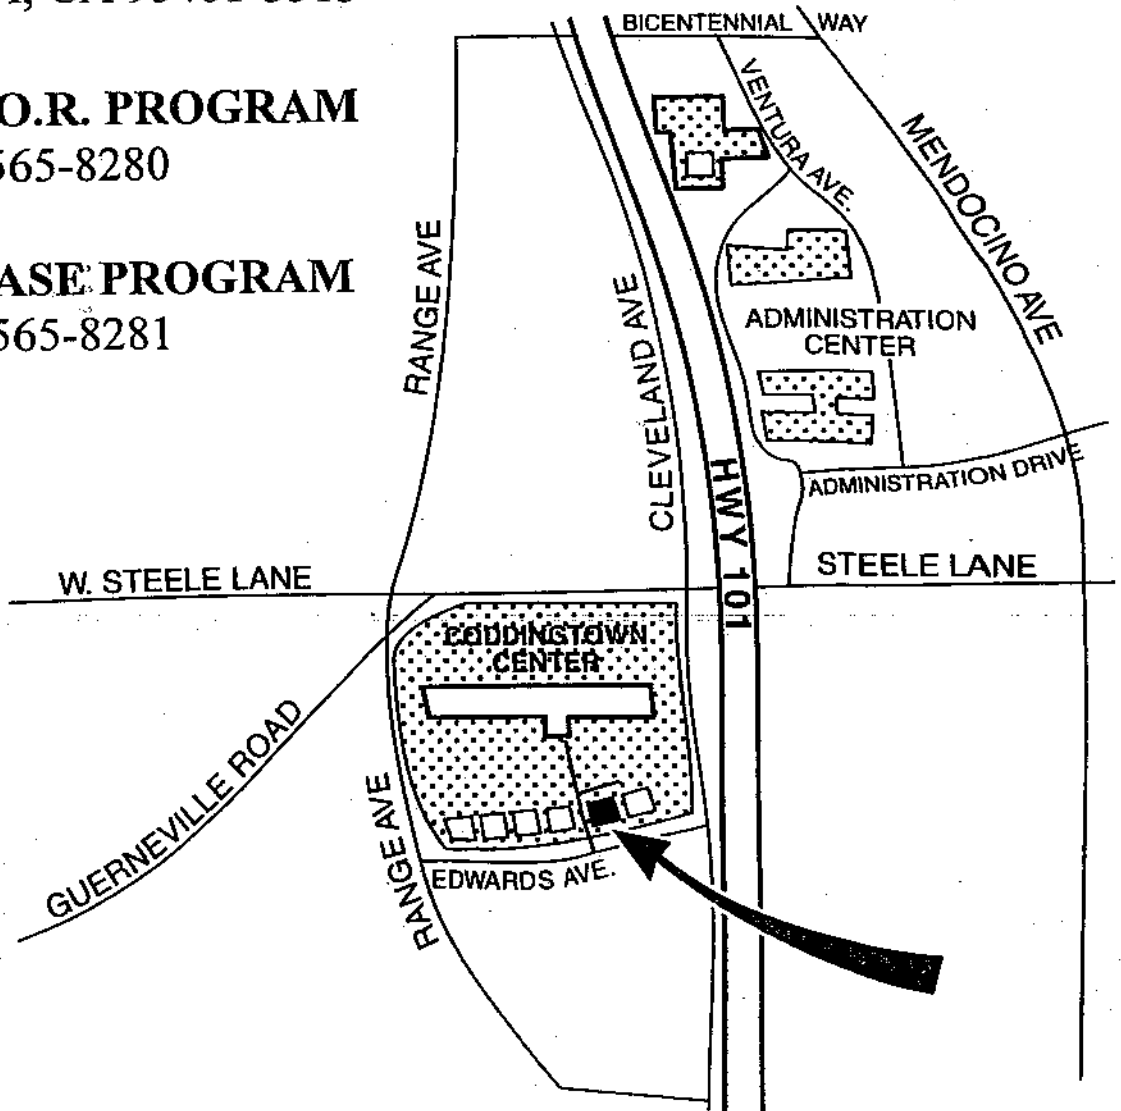 O.R. PROGRAM
565-8280
ASE PROGRAM
565-8281
BICENTENNIAL WAY
VENTURA AVE.
MENDOCINO AVE
RANGE AVE
CLEVELAND AVE
ADMINISTRATION
CENTER
HWY 101
ADMINISTRATION DRIVE
W. STEELE LANE
STEELE LANE
CODDINGTOWN
CENTER
GUERNEVILLE ROAD
RANGE AVE
EDWARDS AVE.